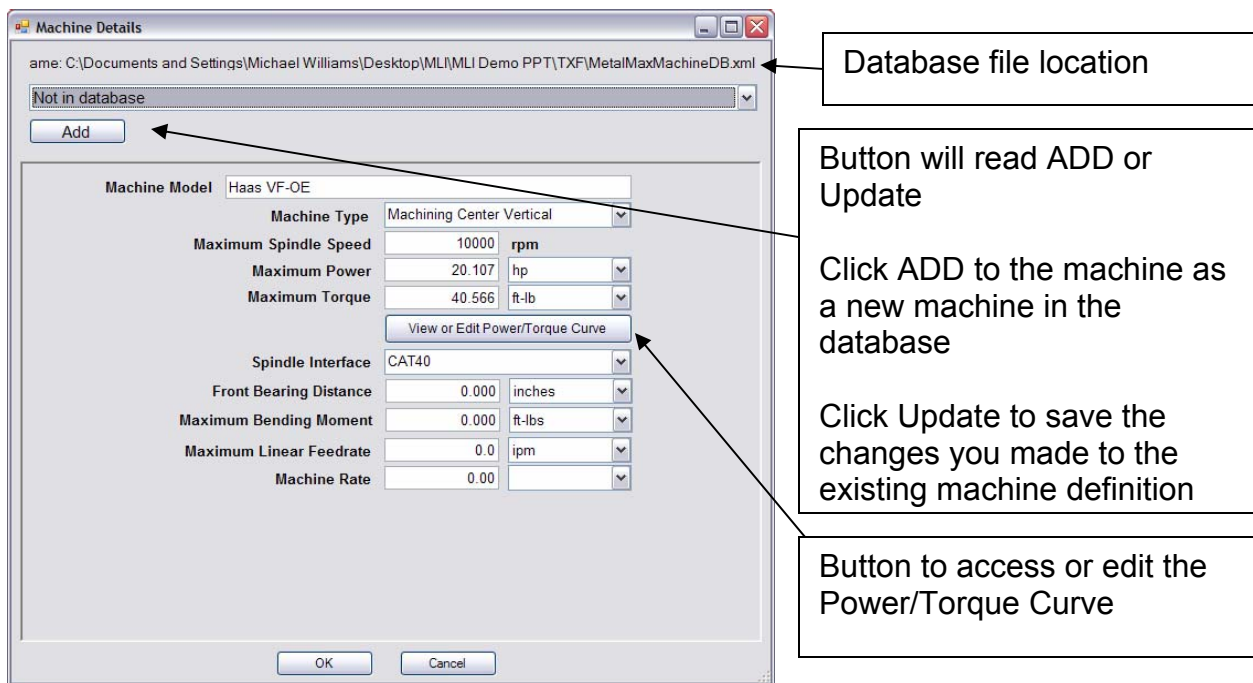 Machine Details
ame: C:\Documents and Settings\Michael Williams\Desktop\MLI\MLI Demo PPT\TXF\MetalMaxMachineDB.xml
Not in database
Add
Machine Model Haas VF-OE
Machine Type Machining Center Vertical
Maximum Spindle Speed 10000 rpm
Maximum Power 20.107 hp
Maximum Torque 40.566 ft-lb
View or Edit Power/Torque Curve
Spindle Interface CAT40
Front Bearing Distance 0.000 inches
Maximum Bending Moment 0.000 ft-lbs
Maximum Linear Feedrate 0.0 ipm
Machine Rate 0.00
OK Cancel
Database file location
Button will read ADD or
Update
Click ADD to the machine as
a new machine in the
database
Click Update to save the
changes you made to the
existing machine definition
Button to access or edit the
Power/Torque Curve